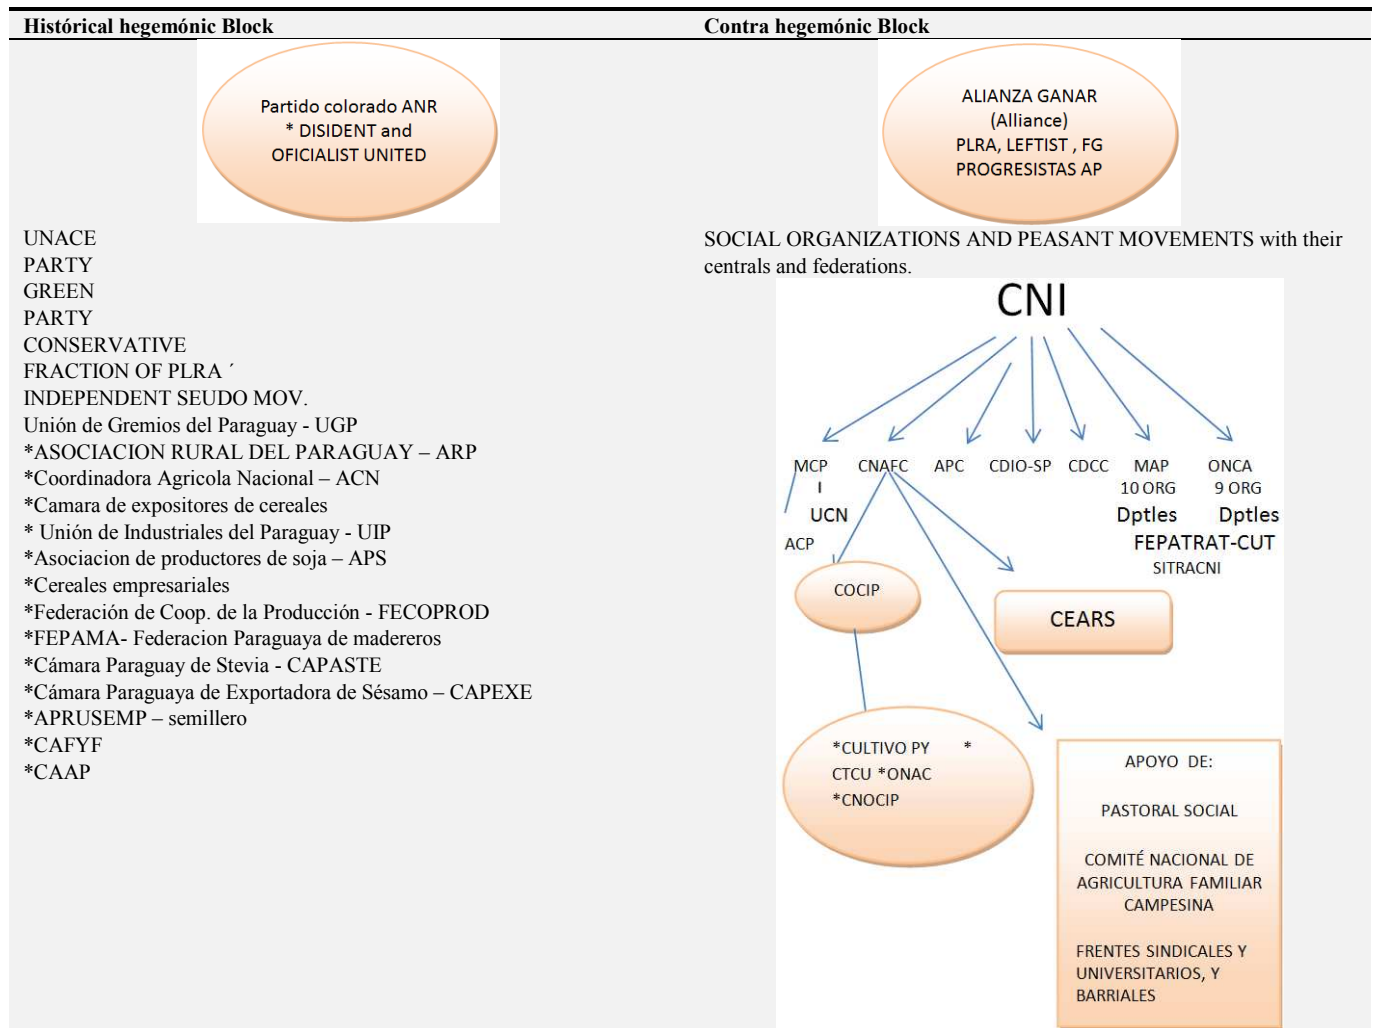 Histórical hegemónic Block
Contra hegemónic Block
Partido colorado ANR
* DISIDENT and
OFICIALIST UNITED
UNACE
PARTY
GREEN
PARTY
CONSERVATIVE
FRACTION OF PLRA ´
INDEPENDENT SEUDO MOV.
Unión de Gremios del Paraguay - UGP
*ASOCIACION RURAL DEL PARAGUAY – ARP
*Coordinadora Agricola Nacional – ACN
*Camara de expositores de cereales
* Unión de Industriales del Paraguay - UIP
*Asociacion de productores de soja – APS
*Cereales empresariales
*Federación de Coop. de la Producción - FECOPROD
*FEPAMA- Federacion Paraguaya de madereros
*Cámara Paraguay de Stevia - CAPASTE
*Cámara Paraguaya de Exportadora de Sésamo – CAPEXE
*APRUSEMP – semillero
*CAFYF
*CAAP
ALIANZA GANAR
(Alliance)
PLRA, LEFTIST , FG
PROGRESISTAS AP
SOCIAL ORGANIZATIONS AND PEASANT MOVEMENTS with their
centrals and federations.
CNI
MCP CNAFC APC CDIO-SP CDCC MAP ONCA
I 10 ORG 9 ORG
UCN Dptles Dptles
ACP FEPATRAT-CUT
SITRACNI
COCIP
CEARS
*CULTIVO PY *
CTCU *ONAC
*CNOCIP
APOYO DE:
PASTORAL SOCIAL
COMITÉ NACIONAL DE
AGRICULTURA FAMILIAR
CAMPESINA
FRENTES SINDICALES Y
UNIVERSITARIOS, Y
BARRIALES